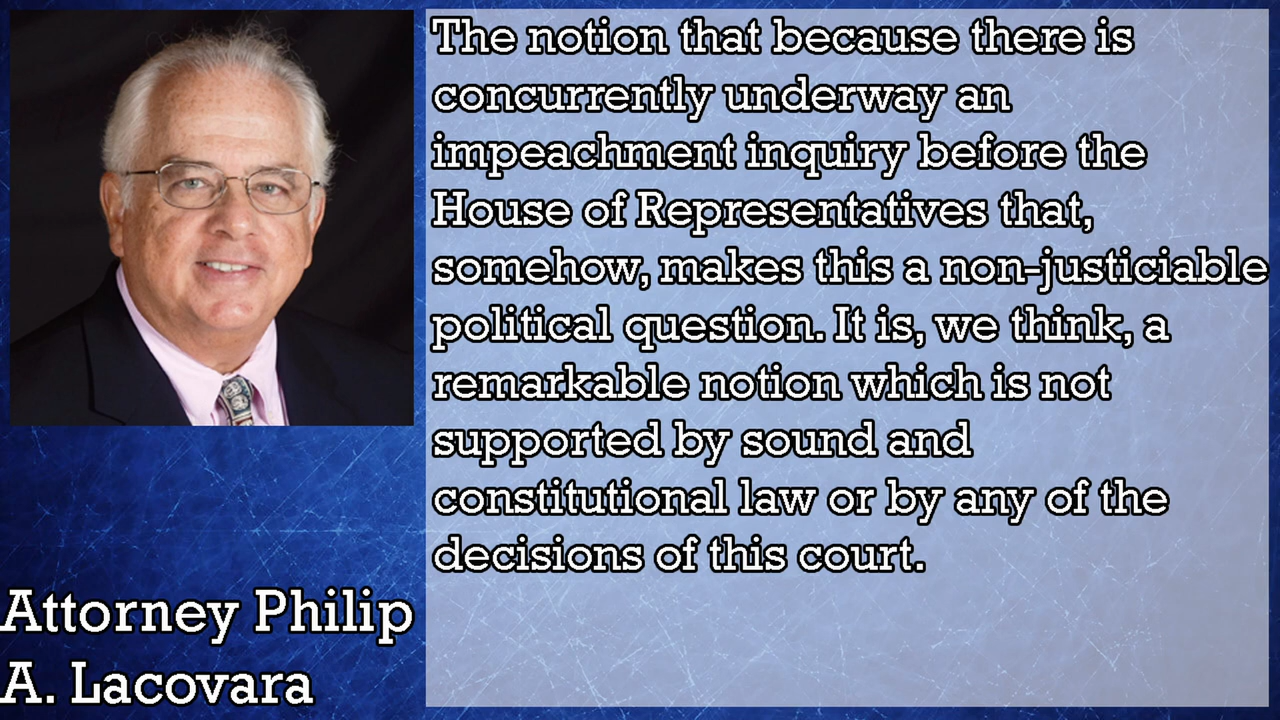 The notion that because there is
concurrently underway an
impeachment inquiry before the
House of Representatives that,
somehow, makes this a non-justiciable
political question. It is, we think, a
remarkable notion which is not
supported by sound and
constitutional law or by any of the
decisions of this court.
Attorney Philip
A. Lacovara